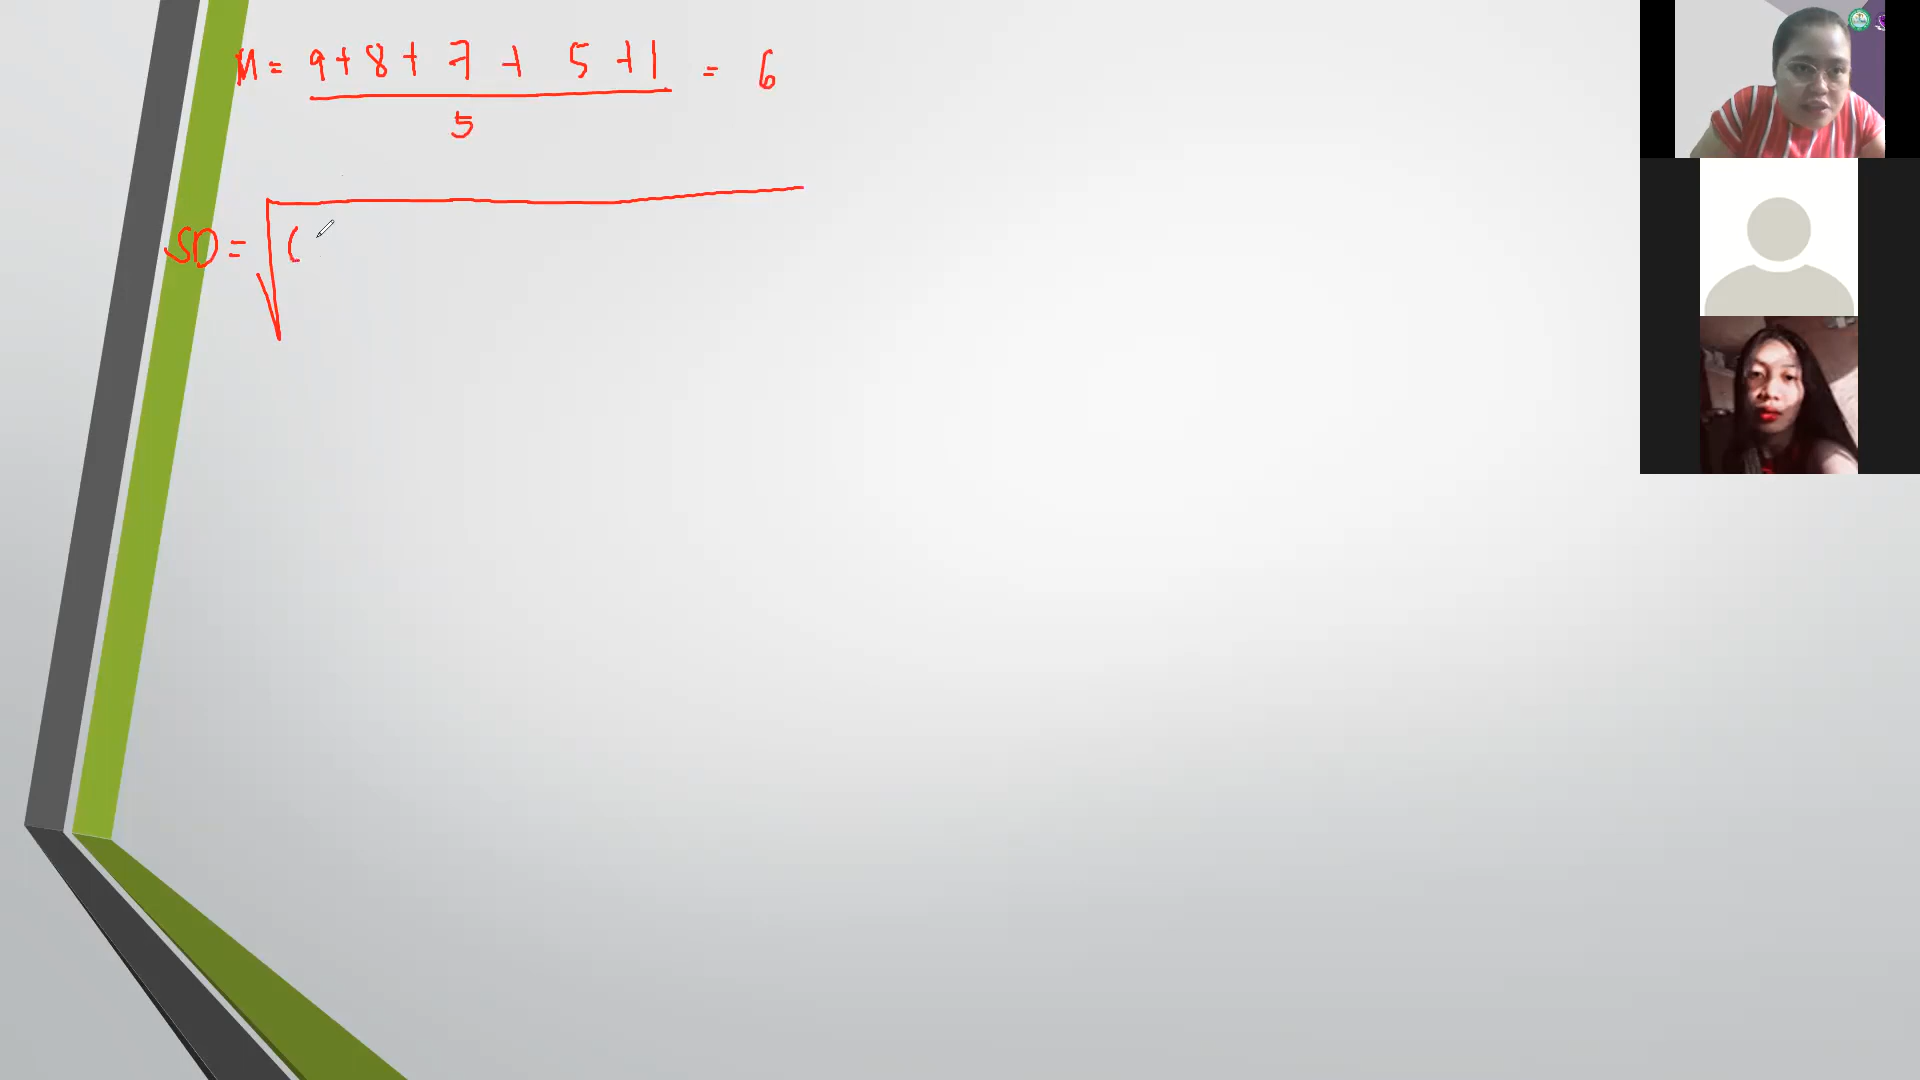 M = 9 + 8 + 7 + 5 + 1 = 6
5
SD = √(